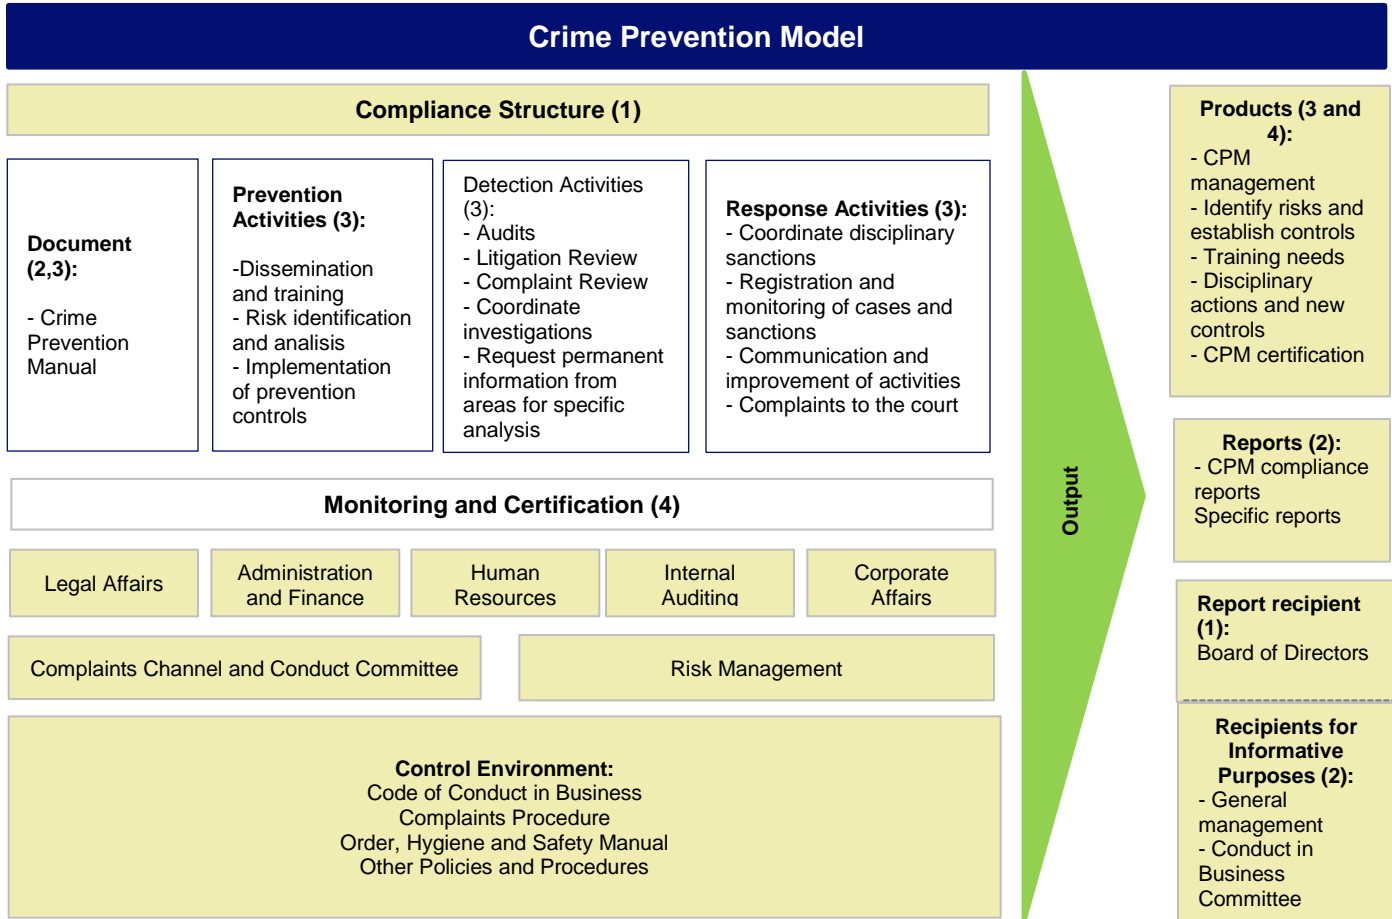 Crime Prevention Model
Compliance Structure (1)
Document
(2,3):
- Crime
Prevention
Manual
Prevention
Activities (3):
-Dissemination
and training
- Risk identification
and analisis
- Implementation
of prevention
controls
Detection Activities
(3):
- Audits
- Litigation Review
- Complaint Review
- Coordinate
investigations
- Request permanent
information from
areas for specific
analysis
Response Activities (3):
- Coordinate disciplinary
sanctions
- Registration and
monitoring of cases and
sanctions
- Communication and
improvement of activities
- Complaints to the court
Monitoring and Certification (4)
Legal Affairs
Administration
and Finance
Human
Resources
Internal
Auditing
Corporate
Affairs
Complaints Channel and Conduct Committee
Risk Management
Control Environment:
Code of Conduct in Business
Complaints Procedure
Order, Hygiene and Safety Manual
Other Policies and Procedures
Output
Products (3 and
4):
- CPM
management
- Identify risks and
establish controls
- Training needs
- Disciplinary
actions and new
controls
- CPM certification
Reports (2):
- CPM compliance
reports
Specific reports
Report recipient
(1):
Board of Directors
Recipients for
Informative
Purposes (2):
- General
management
- Conduct in
Business
Committee